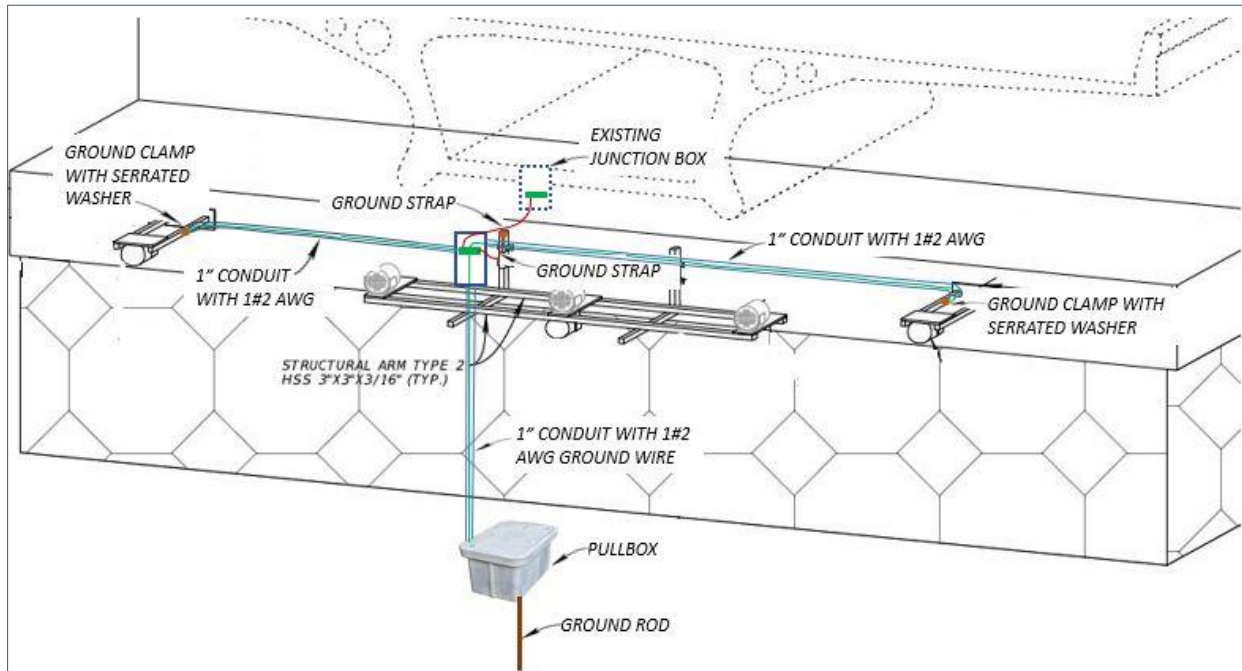 EXISTING
JUNCTION BOX
GROUND CLAMP
WITH SERRATED
WASHER
GROUND STRAP
1" CONDUIT WITH 1#2 AWG
GROUND STRAP
1” CONDUIT
WITH 1#2 AWG
GROUND CLAMP WITH
SERRATED WASHER
STRUCTURAL ARM TYPE 2
HSS 3"X3"X3/16" (TYP.)
1” CONDUIT WITH 1#2
AWG GROUND WIRE
PULLBOX
GROUND ROD